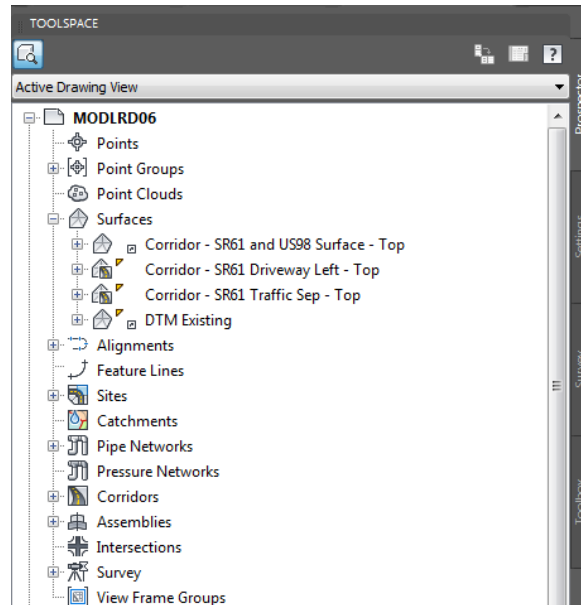 TOOLSPACE
?
Active Drawing View
MODLRD06
Points
Point Groups
Point Clouds
Surfaces
Corridor - SR61 and US98 Surface - Top
Corridor - SR61 Driveway Left - Top
Corridor - SR61 Traffic Sep - Top
DTM Existing
Alignments
Feature Lines
Sites
Catchments
Pipe Networks
Pressure Networks
Corridors
Assemblies
Intersections
Survey
View Frame Groups
Prospector
Settings
Survey
Toolbox